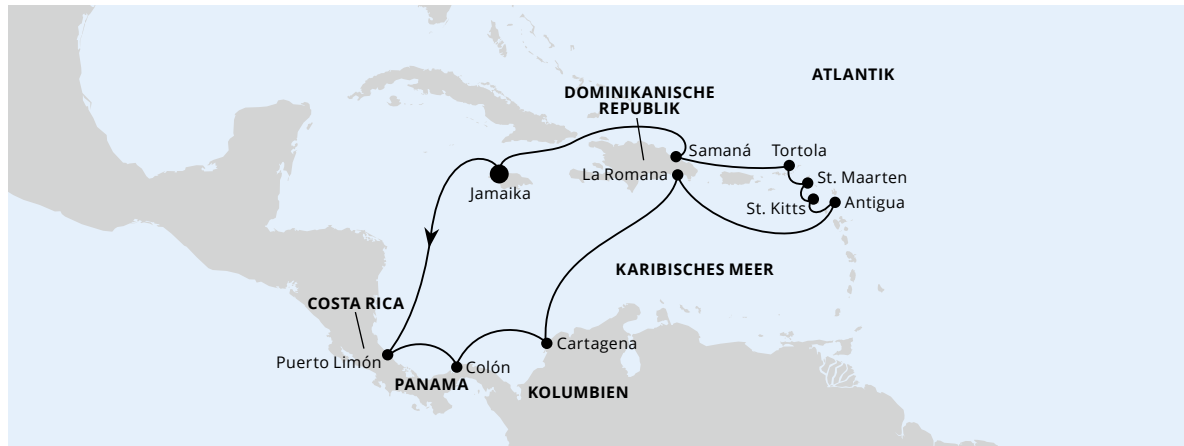 ATLANTIK
DOMINIKANISCHE
REPUBLIK
Samaná
Tortola
La Romana
St. Maarten
Jamaika
St. Kitts
Antigua
KARIBISCHES MEER
COSTA RICA
Puerto Limón
Cartagena
Colón
PANAMA
KOLUMBIEN